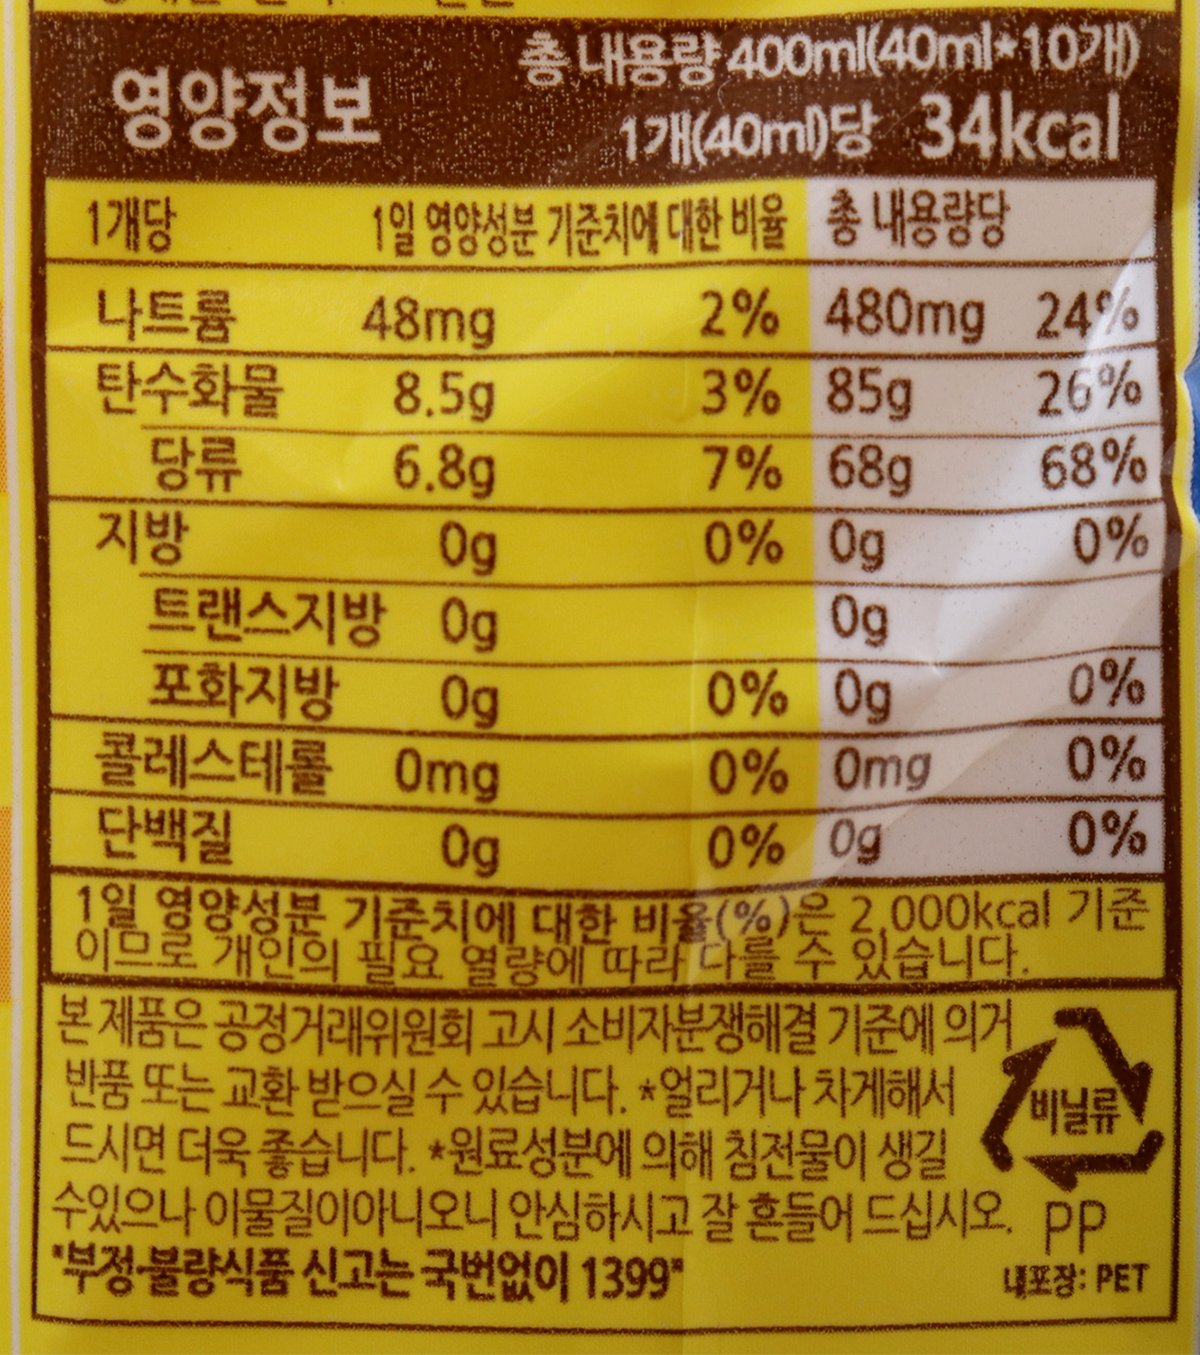 영양정보
총 내용량 400ml(40ml*10개)
1개(40ml)당 34kcal
1개당 1일 영양성분 기준치에 대한 비율 총 내용량당
나트륨 48mg 2% 480mg 24%
탄수화물 8.5g 3% 85g 26%
당류 6.8g 7% 68g 68%
지방 0g 0% 0g 0%
트랜스지방 0g 0g
포화지방 0g 0% 0g 0%
콜레스테롤 0mg 0% 0mg 0%
단백질 0g 0% 0g 0%
1일 영양성분 기준치에 대한 비율(%)은 2,000kcal 기준
이므로 개인의 필요 열량에 따라 다를 수 있습니다.
본 제품은 공정거래위원회 고시 소비자분쟁해결 기준에 의거
반품 또는 교환 받으실 수 있습니다. *얼리거나 차게해서
드시면 더욱 좋습니다. *원료성분에 의해 침전물이 생길
수있으나 이물질이아니오니 안심하시고 잘 흔들어 드십시오.
"부정·불량식품 신고는 국번없이 1399"
비닐류
PP
내포장: PET